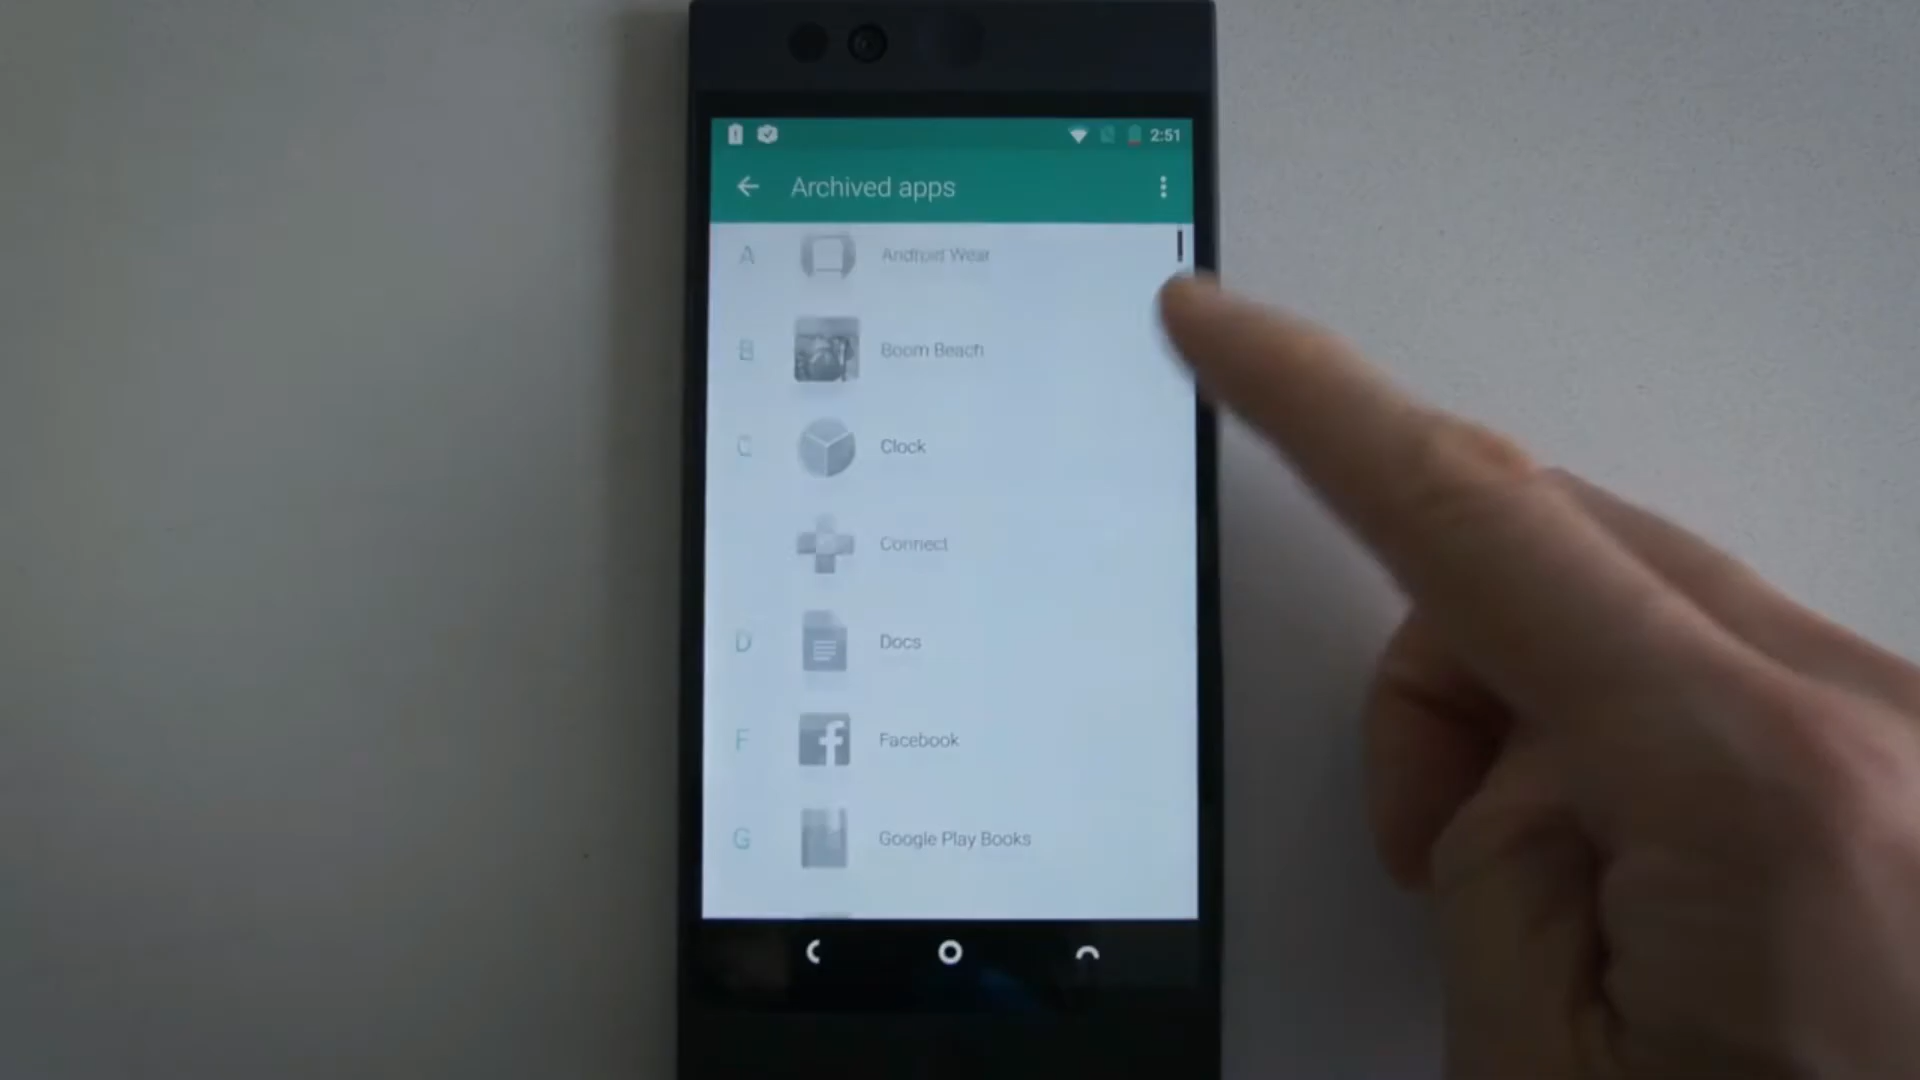 2:51
Archived apps
A Android Wear
B Boom Beach
C Clock
Connect
D Docs
F Facebook
G Google Play Books